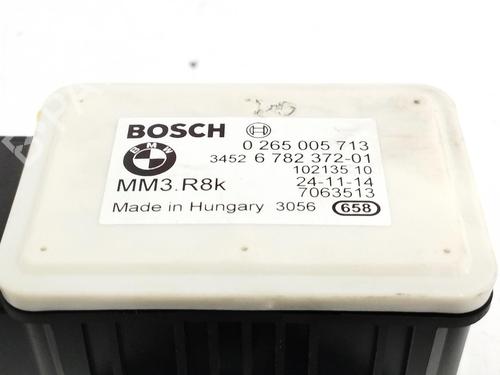 BOSCH 0 265 005 713
BMW 3452 6 782 372-01
102135 10
MM3.R8k 24-11-14
7063513
Made in Hungary 3056 658